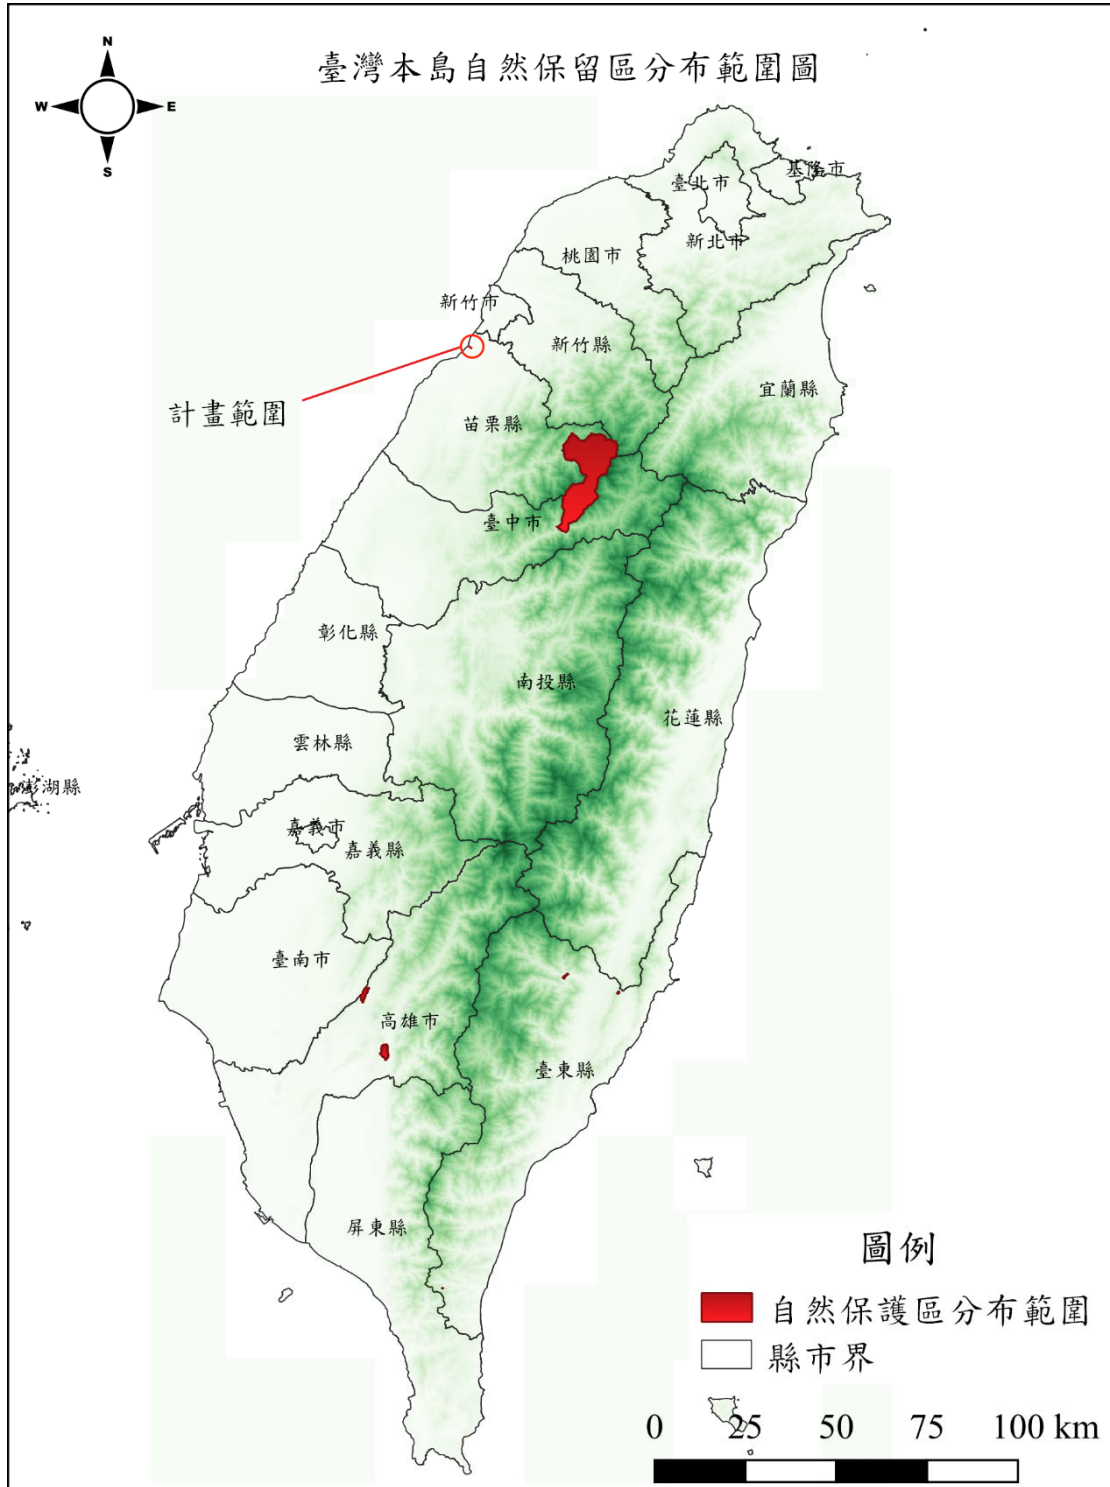 N
臺灣本島自然保留區分布範圍圖
W E
S
基隆市
臺北市
新北市
桃園市
新竹市
新竹縣
宜蘭縣
計畫範圍
苗栗縣
臺中市
彰化縣
南投縣
花蓮縣
雲林縣
澎湖縣
嘉義市
嘉義縣
臺南市
高雄市
臺東縣
屏東縣
圖例
自然保護區分布範圍
縣市界
0 25 50 75 100 km